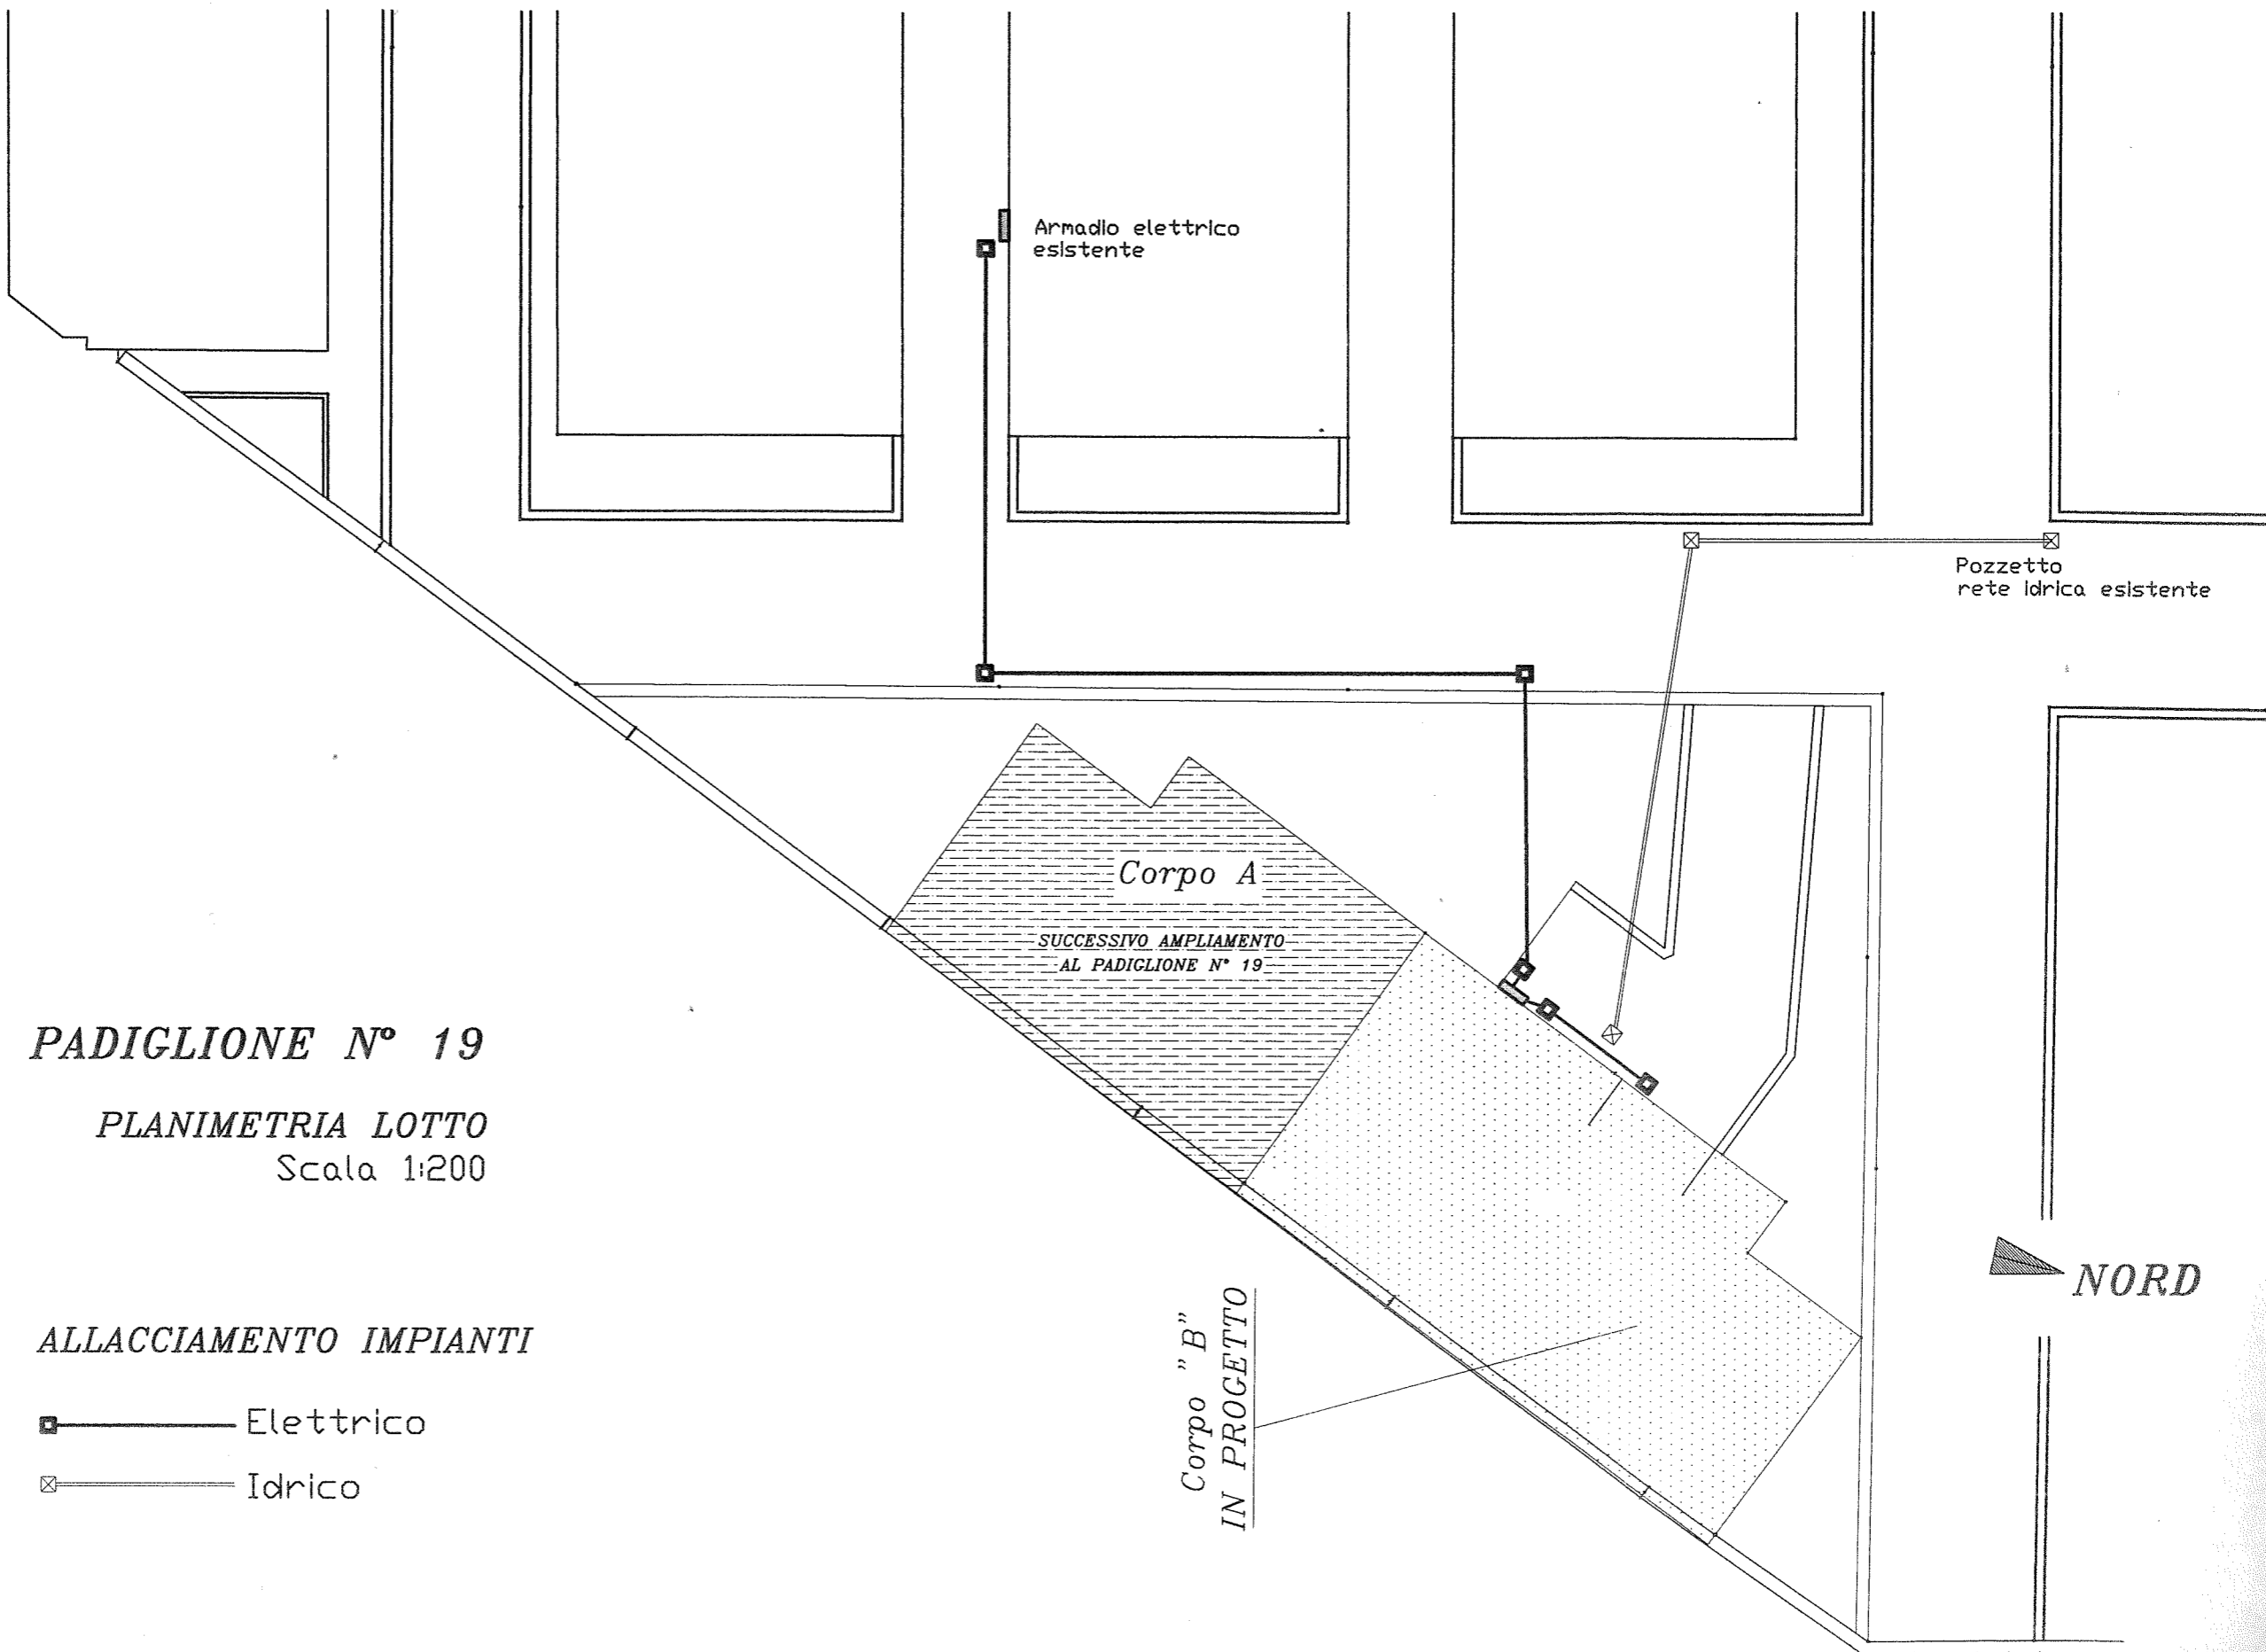 Armadio elettrico
esistente
Pozzetto
rete idrica esistente
Corpo A
SUCCESSIVO AMPLIAMENTO
AL PADIGLIONE N° 19
PADIGLIONE N° 19
PLANIMETRIA LOTTO
Scala 1:200
NORD
Corpo "B"
IN PROGETTO
ALLACCIAMENTO IMPIANTI
Elettrico
Idrico